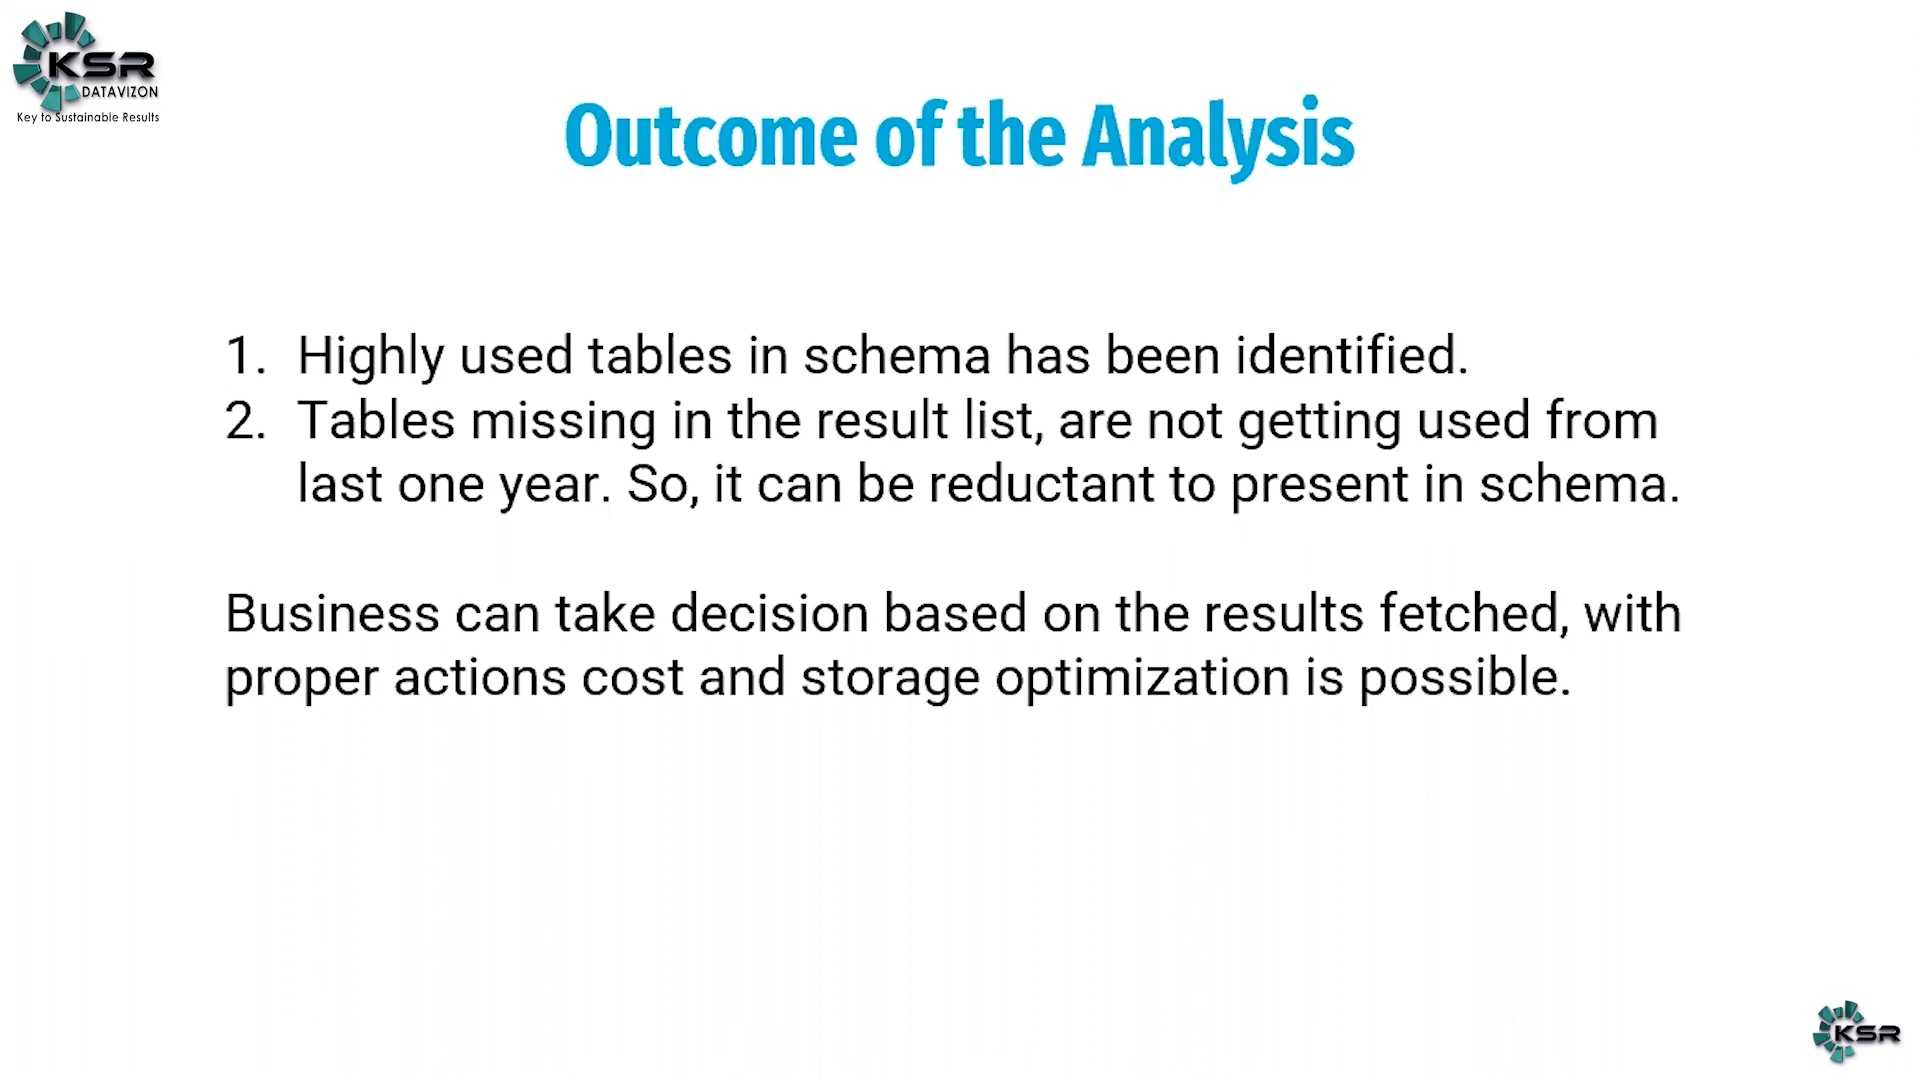 KSR
DATAVIZON
Key to Sustainable Results
Outcome of the Analysis
1. Highly used tables in schema has been identified.
2. Tables missing in the result list, are not getting used from
last one year. So, it can be reductant to present in schema.
Business can take decision based on the results fetched, with
proper actions cost and storage optimization is possible.
KSR